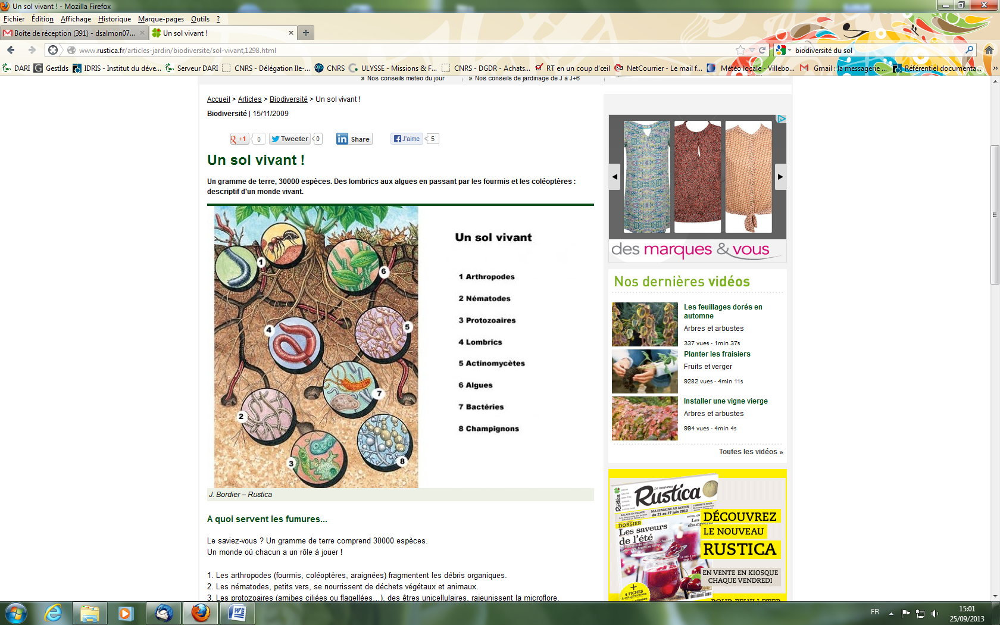 Un sol vivant ! - Mozilla Firefox
Fichier Édition Affichage Historique Marque-pages Outils ?
Boîte de réception (391) - dsalmon07... × Un sol vivant ! × +
www.rustica.fr/articles-jardin/biodiversite/sol-vivant,1298.html
biodiversité du sol
DARI GestIds IDRIS - Institut du déve... Serveur DARI CNRS - Délégation Ile-... CNRS ULYSSE - Missions & F... CNRS - DGDR - Achats... RT en un coup d'œil NetCourrier - Le mail f... Météo locale - Villebo... Gmail : la messagerie ... Référentiel documenta... »
» Nos conseils météo du jour » Nos conseils de jardinage de J à J+6
Accueil > Articles > Biodiversité > Un sol vivant !
Biodiversité | 15/11/2009
+1 0 Tweeter 0 in Share J'aime 5
Un sol vivant !
Un gramme de terre, 30000 espèces. Des lombrics aux algues en passant par les fourmis et les coléoptères :
descriptif d'un monde vivant.
Un sol vivant
1 Arthropodes
2 Nématodes
3 Protozoaires
4 Lombrics
5 Actinomycètes
6 Algues
7 Bactéries
8 Champignons
1
6
4
5
7
2
8
3
J. Bordier – Rustica
A quoi servent les fumures...
Le saviez-vous ? Un gramme de terre comprend 30000 espèces.
Un monde où chacun a un rôle à jouer !
1. Les arthropodes (fourmis, coléoptères, araignées) fragmentent les débris organiques.
2. Les nématodes, petits vers, se nourrissent de déchets végétaux et animaux.
3. Les protozoaires (amibes ciliées ou flagellées...), des êtres unicellulaires, rajeunissent la microflore.
des marques & vous
Nos dernières vidéos
Les feuillages dorés en
automne
Arbres et arbustes
337 vues - 1min 37s
Planter les fraisiers
Fruits et verger
9282 vues - 4min 11s
Installer une vigne vierge
Arbres et arbustes
994 vues - 4min 4s
Toutes les vidéos »
Le nouveau
Rustica
Rustica
MA SEMAINE AU JARDIN
du 21 au 27 juin 2013
DOSSIER
Les saveurs
de l'été
+
4 FICHES
DÉCOUVREZ
LE NOUVEAU
RUSTICA
EN VENTE EN KIOSQUE
CHAQUE VENDREDI
POUR FEUILLETER
FR
15:01
25/09/2013